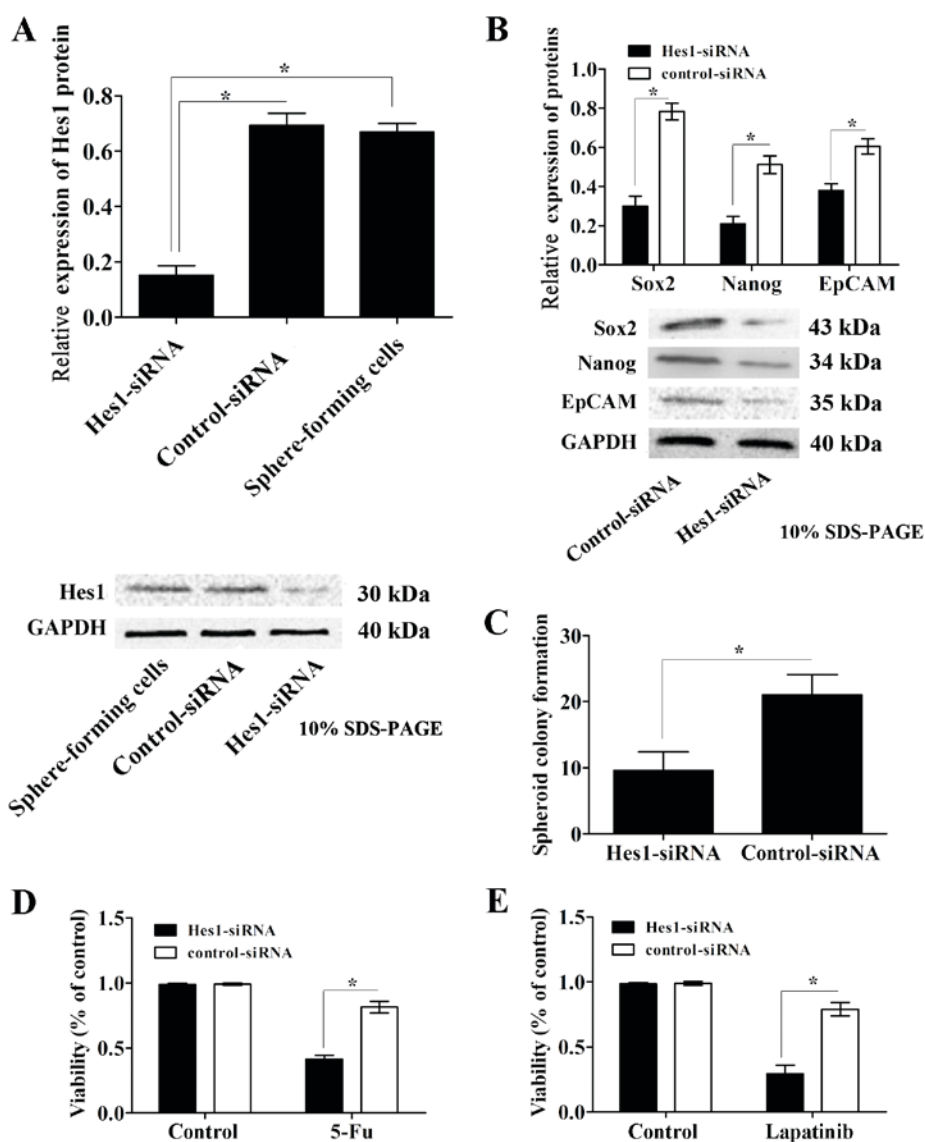 A
Relative expression of Hes1 protein
0.8
0.6
0.4
0.2
0.0
*
*
Hes1-siRNA
Control-siRNA
Sphere-forming cells
Hes1
30 kDa
GAPDH
40 kDa
Sphere-forming cells
Control-siRNA
Hes1-siRNA
10% SDS-PAGE
B
Hes1-siRNA
control-siRNA
Relative expression of proteins
1.0
0.8
0.6
0.4
0.2
0.0
*
*
*
Sox2
Nanog
EpCAM
Sox2
43 kDa
Nanog
34 kDa
EpCAM
35 kDa
GAPDH
40 kDa
Control-siRNA
Hes1-siRNA
10% SDS-PAGE
C
Spheroid colony formation
30
20
10
0
*
Hes1-siRNA
Control-siRNA
D
Viability (% of control)
1.5
1.0
0.5
0.0
Hes1-siRNA
control-siRNA
*
Control
5-Fu
E
Viability (% of control)
1.5
1.0
0.5
0.0
Hes1-siRNA
control-siRNA
*
Control
Lapatinib